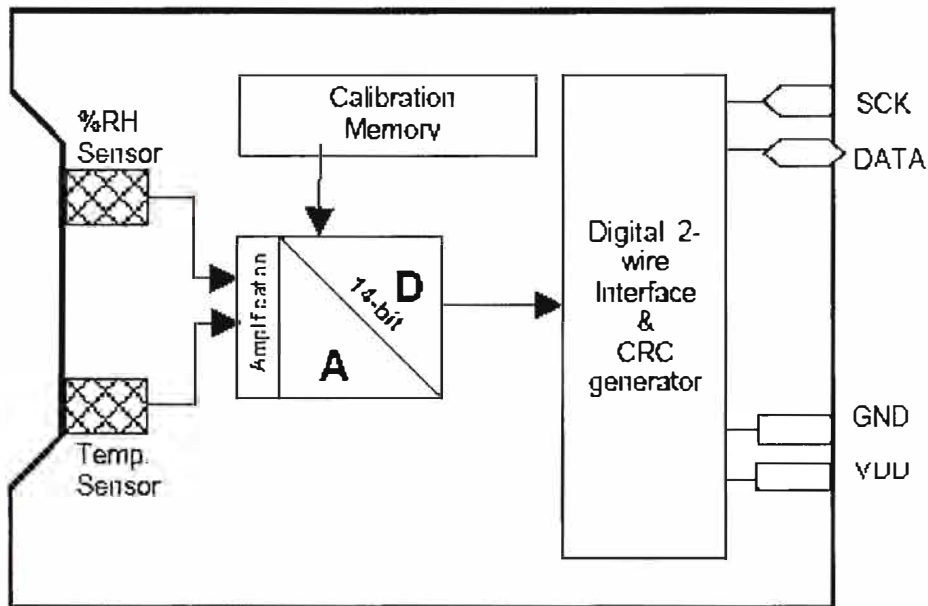 %RH
Sensor
Calibration
Memory
SCK
DATA
Digital 2-
wire
Interface
&
CRC
generator
Amplification
14-bit
D
A
GND
VDD
Temp.
Sensor